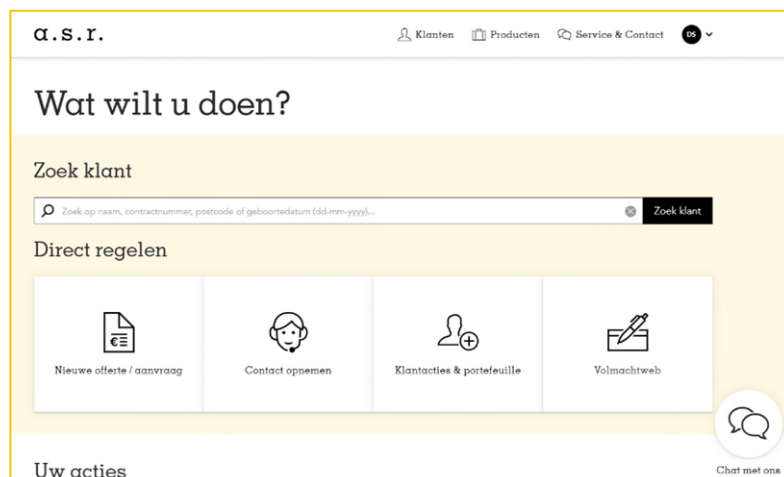 a.s.r.
Klanten Producten Service & Contact DS
Wat wilt u doen?
Zoek klant
Zoek op naam, contractnummer, postcode of geboortedatum (dd-mm-yyyy)...
Zoek klant
Direct regelen
Nieuwe offerte / aanvraag Contact opnemen Klantacties & portefeuille Volmachtweb
Chat met ons
Uw acties